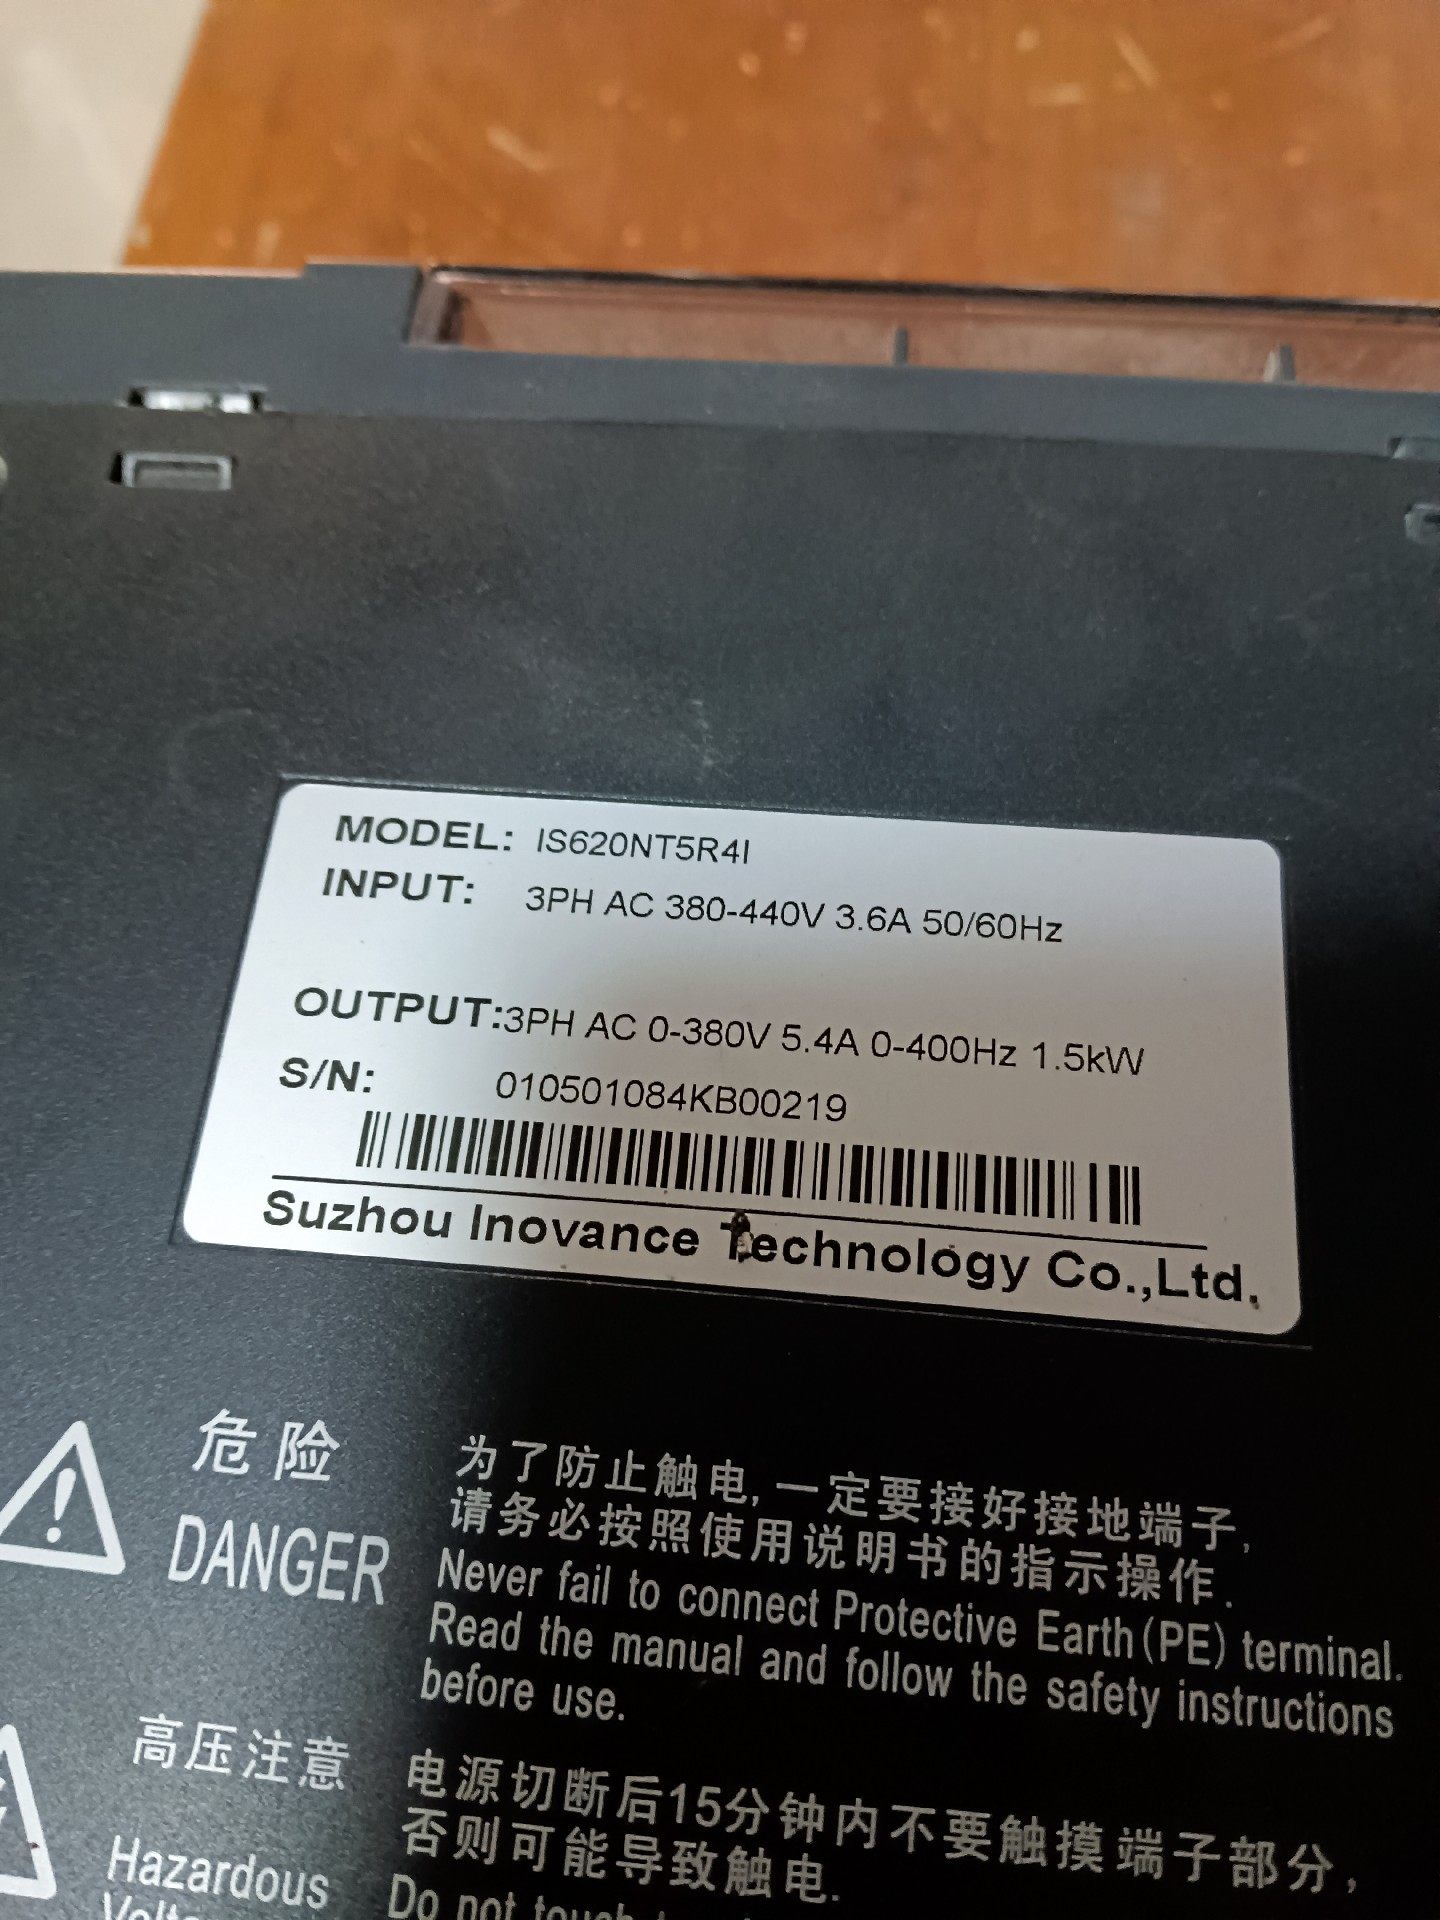 MODEL: IS620NT5R4I
INPUT: 3PH AC 380-440V 3.6A 50/60Hz
OUTPUT:3PH AC 0-380V 5.4A 0-400Hz 1.5kW
S/N: 010501084KB00219
Suzhou Inovance Technology Co.,Ltd.
危险
DANGER
为了防止触电,一定要接好接地端子,
请务必按照使用说明书的指示操作.
Never fail to connect Protective Earth(PE) terminal.
Read the manual and follow the safety instructions
before use.
高压注意
Hazardous
电源切断后15分钟内不要触摸端子部分,
否则可能导致触电.
Do not touch